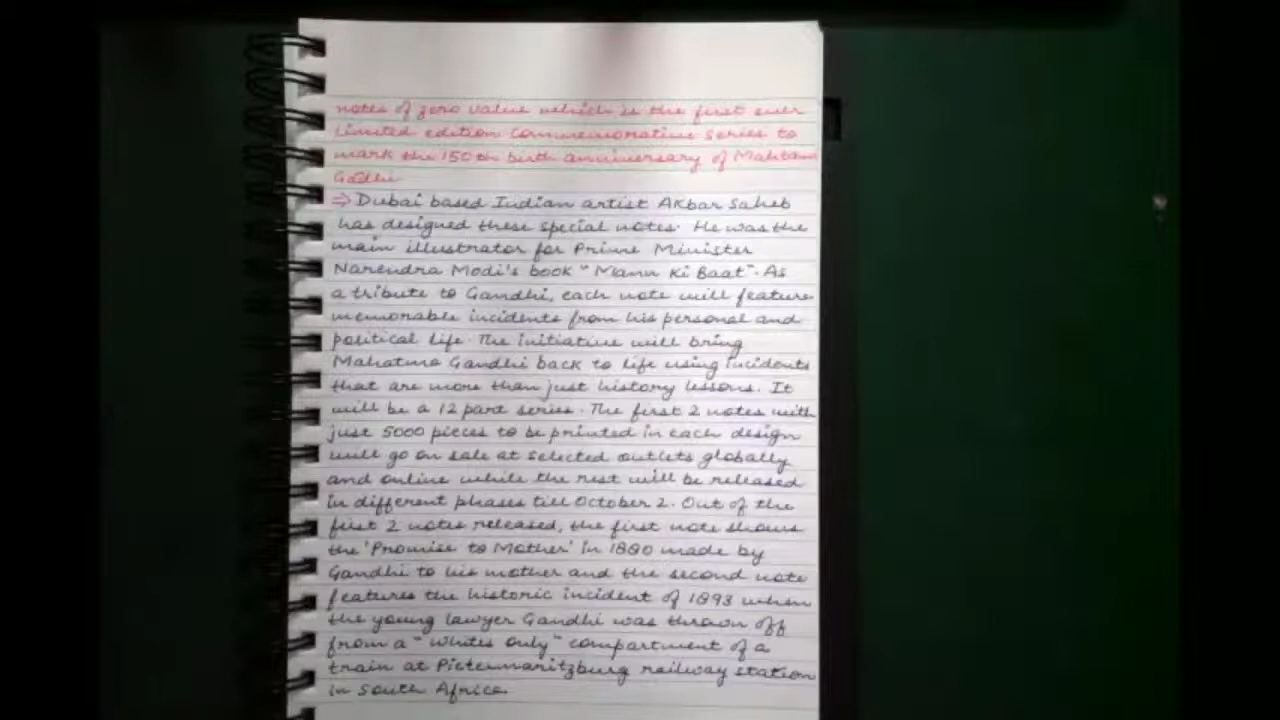 notes of zero value which is the first ever
limited edition commemorative series to
mark the 150th birth anniversary of Mahtam
Gadhi
⇒ Dubai based Indian artist Akbar Saheb
has designed these special notes. He was the
main illustrator for Prime Minister
Narendra Modi's book "Mann Ki Baat". As
a tribute to Gandhi, each note will feature
memorable incidents from his personal and
political life. The initiative will bring
Mahatma Gandhi back to life using incidents
that are more than just history lessons. It
will be a 12 part series. The first 2 notes with
just 5000 pieces to be printed in each design
will go on sale at selected outlets globally
and online while the rest will be released
in different phases till October 2. Out of the
first 2 notes released, the first note shows
the 'Promise to Mother' in 1880 made by
Gandhi to his mother and the second note
features the historic incident of 1893 when
the young lawyer Gandhi was thrown off
from a "Whites only" compartment of a
train at Pietermaritzburg railway station
in South Africa.